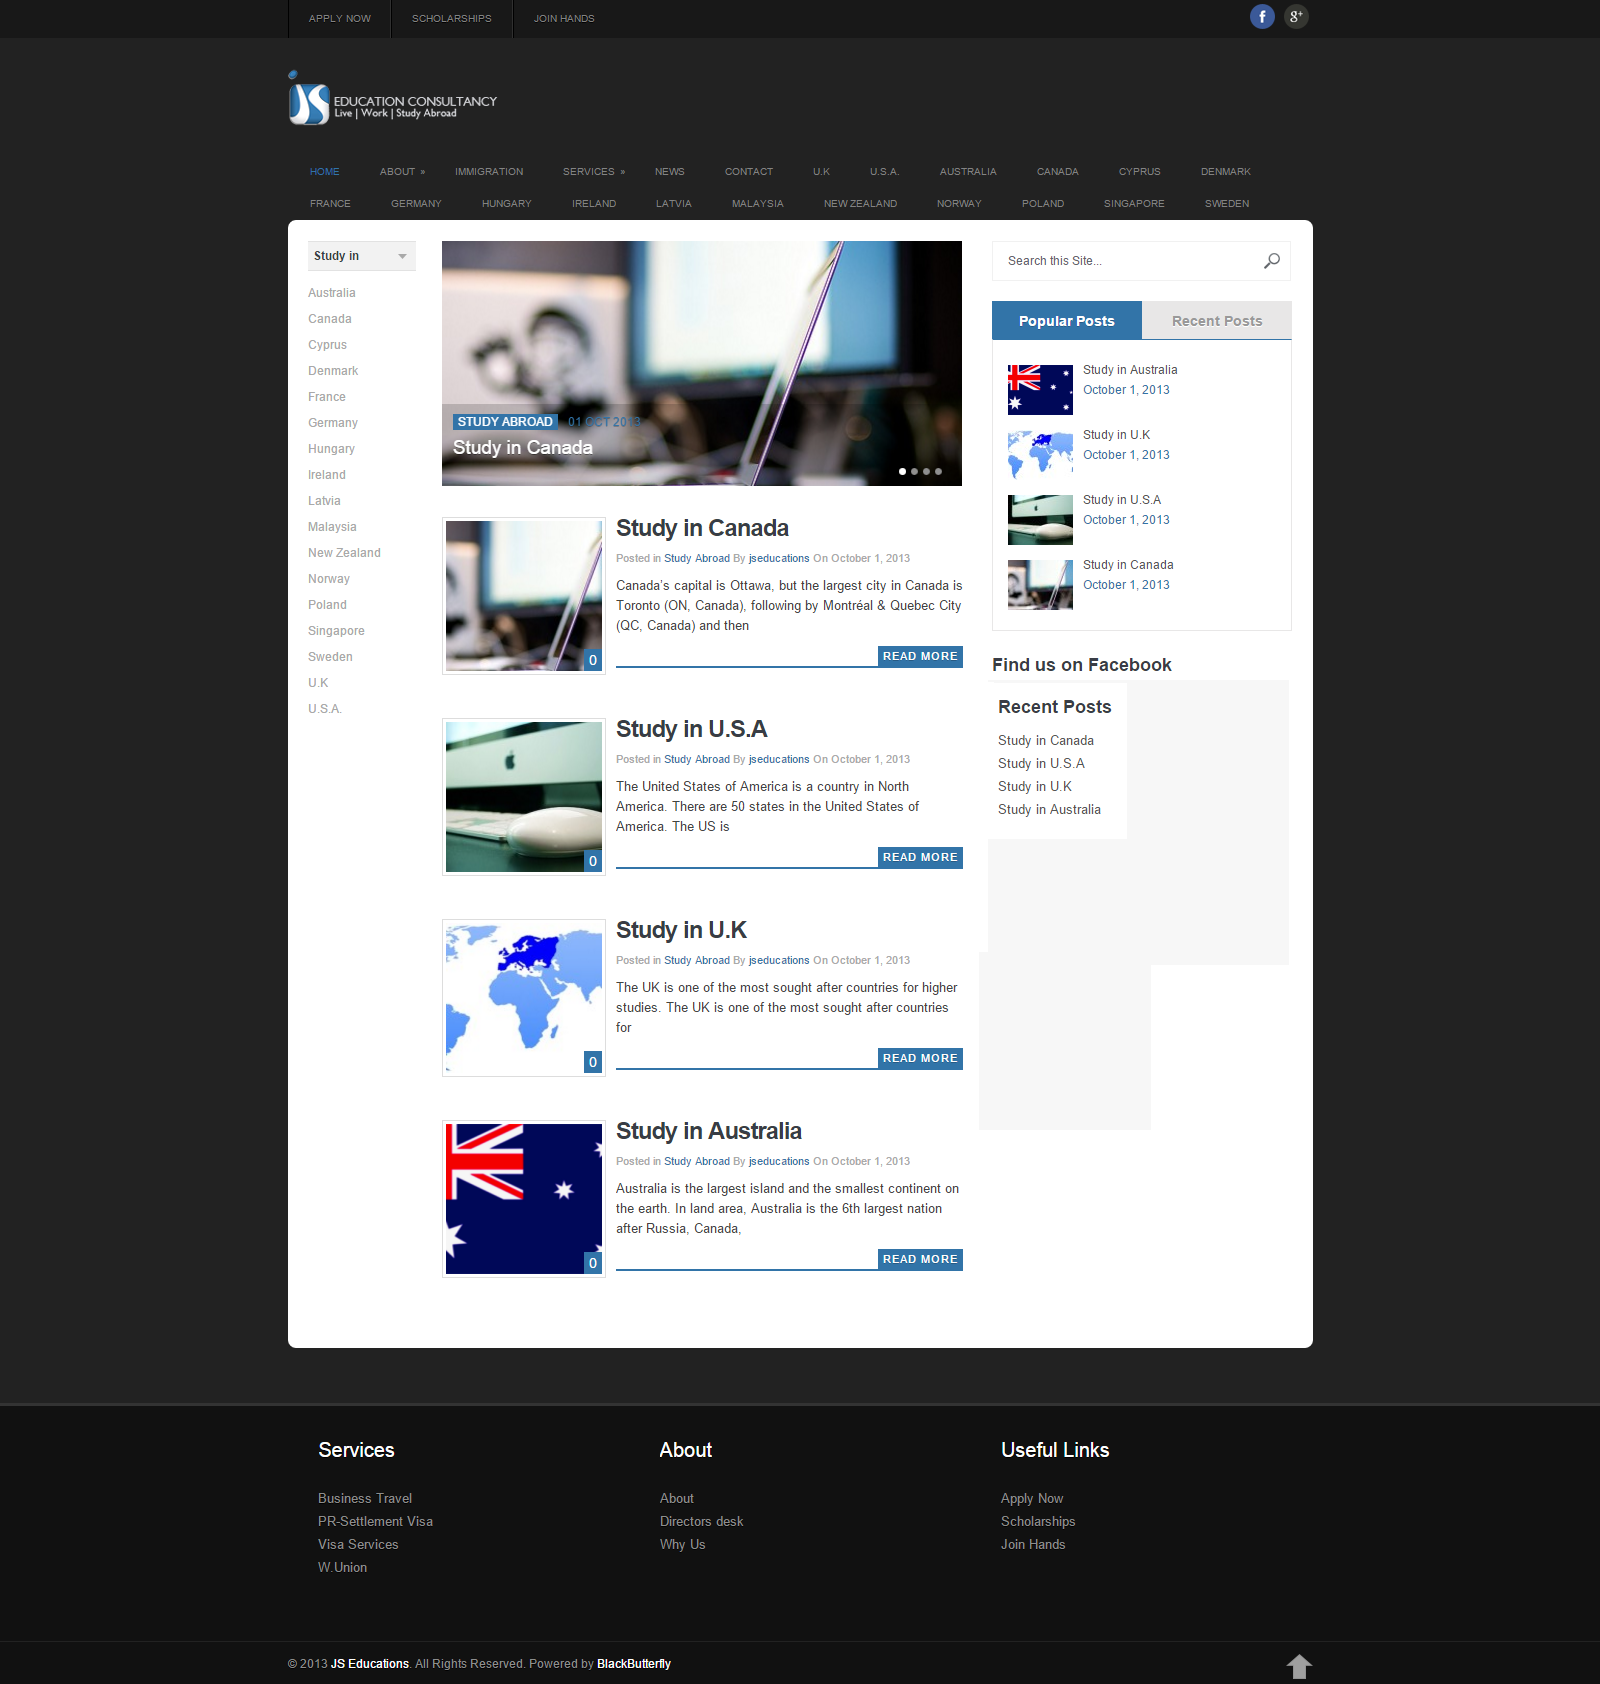 APPLY NOW
SCHOLARSHIPS
JOIN HANDS
JS EDUCATION CONSULTANCY
Live | Work | Study Abroad
HOME ABOUT » IMMIGRATION SERVICES » NEWS CONTACT U.K U.S.A. AUSTRALIA CANADA CYPRUS DENMARK
FRANCE GERMANY HUNGARY IRELAND LATVIA MALAYSIA NEW ZEALAND NORWAY POLAND SINGAPORE SWEDEN
Study in
Australia
Canada
Cyprus
Denmark
France
Germany
Hungary
Ireland
Latvia
Malaysia
New Zealand
Norway
Poland
Singapore
Sweden
U.K
U.S.A.
STUDY ABROAD 01 OCT 2013
Study in Canada
0
Study in Canada
Posted in Study Abroad By jseducations On October 1, 2013
Canada's capital is Ottawa, but the largest city in Canada is
Toronto (ON, Canada), following by Montréal & Quebec City
(QC, Canada) and then
READ MORE
0
Study in U.S.A
Posted in Study Abroad By jseducations On October 1, 2013
The United States of America is a country in North
America. There are 50 states in the United States of
America. The US is
READ MORE
0
Study in U.K
Posted in Study Abroad By jseducations On October 1, 2013
The UK is one of the most sought after countries for higher
studies. The UK is one of the most sought after countries
for
READ MORE
0
Study in Australia
Posted in Study Abroad By jseducations On October 1, 2013
Australia is the largest island and the smallest continent on
the earth. In land area, Australia is the 6th largest nation
after Russia, Canada,
READ MORE
Search this Site...
Popular Posts
Recent Posts
Study in Australia
October 1, 2013
Study in U.K
October 1, 2013
Study in U.S.A
October 1, 2013
Study in Canada
October 1, 2013
Find us on Facebook
Recent Posts
Study in Canada
Study in U.S.A
Study in U.K
Study in Australia
Services
Business Travel
PR-Settlement Visa
Visa Services
W.Union
About
About
Directors desk
Why Us
Useful Links
Apply Now
Scholarships
Join Hands
© 2013 JS Educations. All Rights Reserved. Powered by BlackButterfly